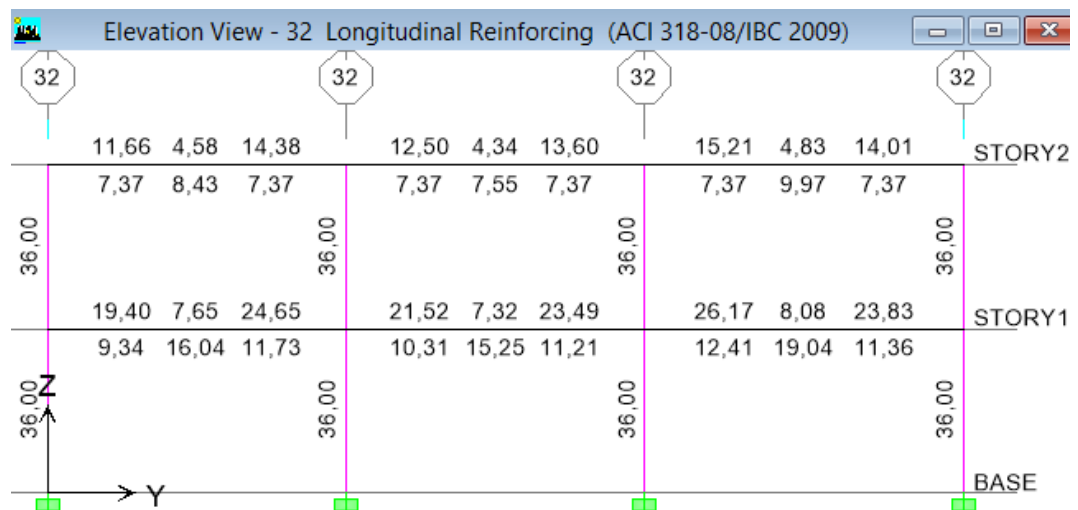 Elevation View - 32 Longitudinal Reinforcing (ACI 318-08/IBC 2009)
32 32 32 32
11,66 4,58 14,38 12,50 4,34 13,60 15,21 4,83 14,01 STORY2
7,37 8,43 7,37 7,37 7,55 7,37 7,37 9,97 7,37
36,00 36,00 36,00 36,00
19,40 7,65 24,65 21,52 7,32 23,49 26,17 8,08 23,83 STORY1
9,34 16,04 11,73 10,31 15,25 11,21 12,41 19,04 11,36
36,00 36,00 36,00 36,00
Z
Y BASE